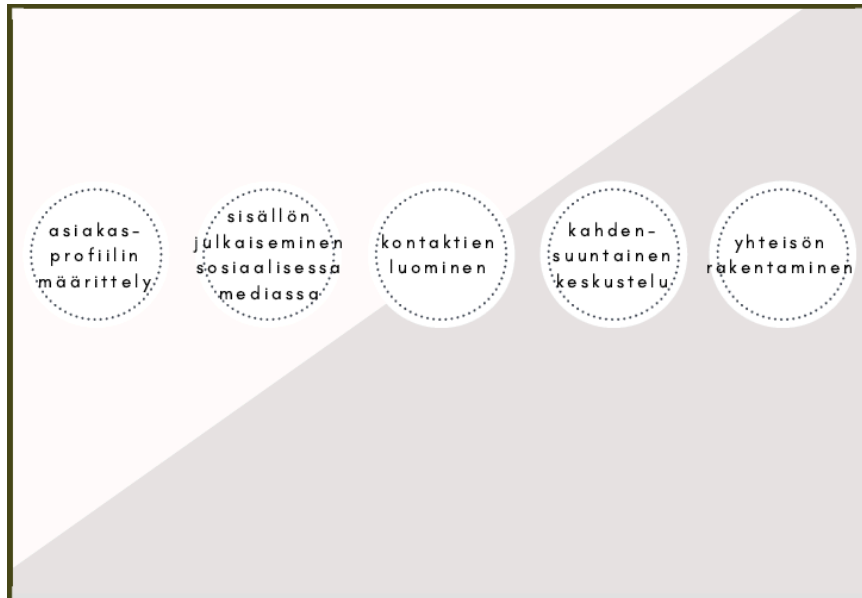 asiakas-
profiilin
määrittely
sisällön
julkaiseminen
sosiaalisessa
mediassa
kontaktien
luominen
kahden-
suuntainen
keskustelu
yhteisön
rakentaminen